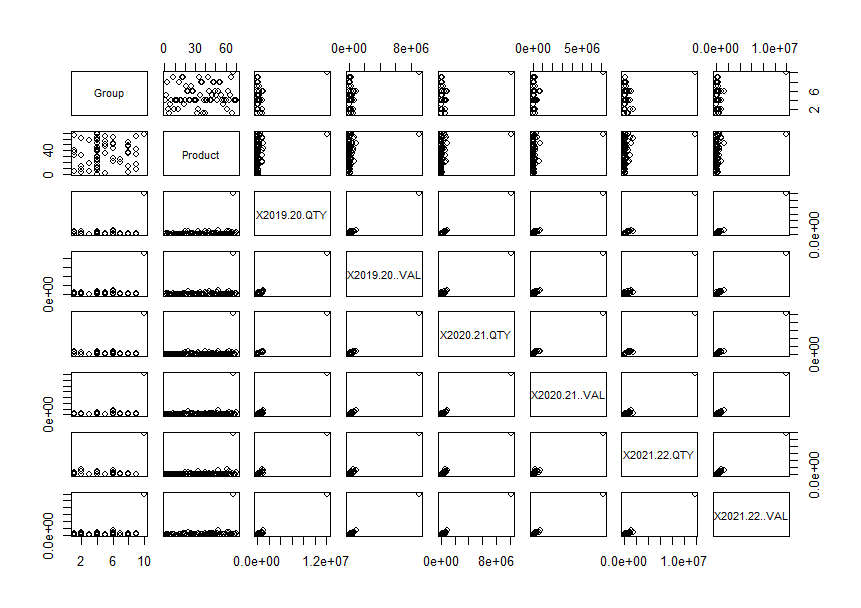 0 30 60 0e+00 8e+06 0e+00 5e+06 0.0e+00 1.0e+07
Group 2 6
0 40 Product
X2019.20.QTY 0.0e+00
0e+00 X2019.20..VAL
X2020.21.QTY 0e+00
0e+00 X2020.21..VAL
X2021.22.QTY 0.0e+00
0.0e+00 X2021.22..VAL
2 6 10 0.0e+00 1.2e+07 0e+00 8e+06 0.0e+00 1.0e+07